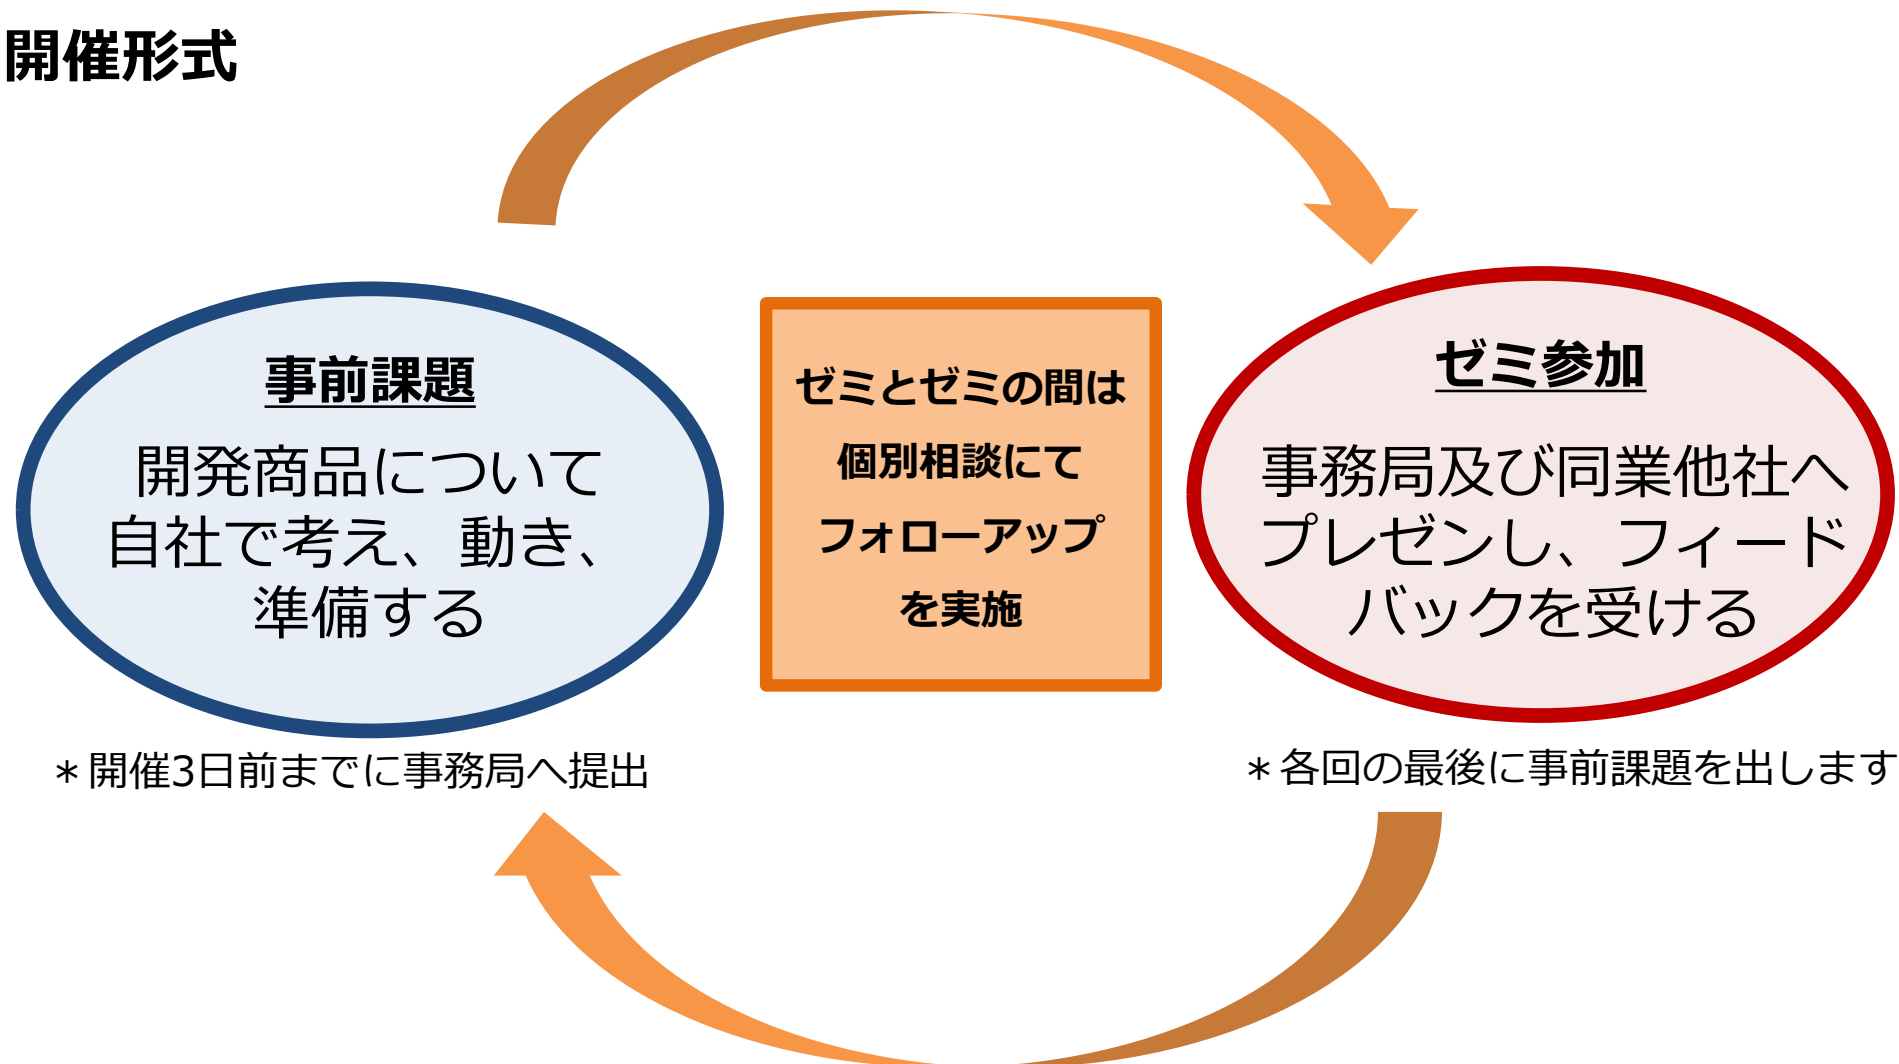 開催形式
事前課題
開発商品について
自社で考え、動き、
準備する
＊開催3日前までに事務局へ提出
ゼミとゼミの間は
個別相談にて
フォローアップ
を実施
ゼミ参加
事務局及び同業他社へ
プレゼンし、フィード
バックを受ける
＊各回の最後に事前課題を出します